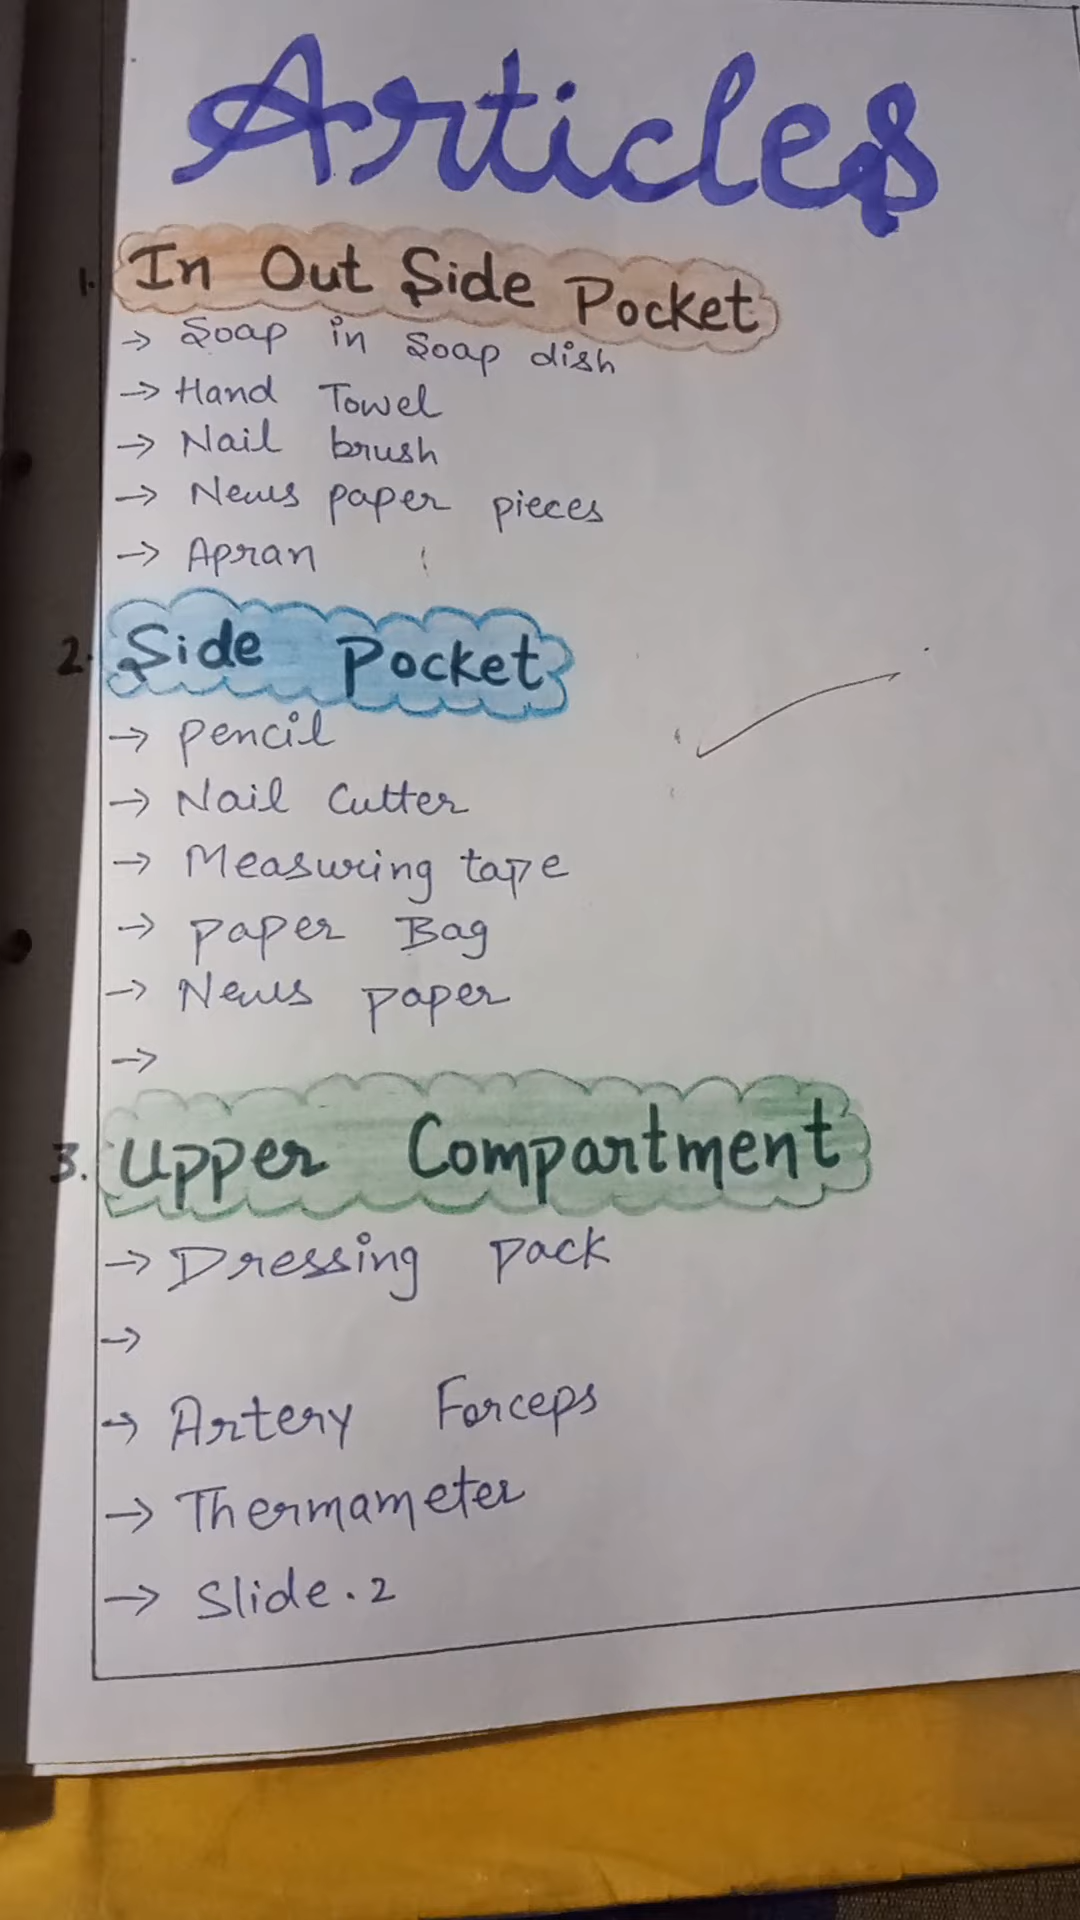 Articles
1. In Out Side Pocket
→ Soap in Soap dish
→ Hand Towel
→ Nail brush
→ News paper pieces
→ Apran
2. Side Pocket
→ Pencil
→ Nail Cutter
→ Measuring tape
→ Paper Bag
→ News paper
→
3. Upper Compartment
→ Dressing pack
→
→ Artery Forceps
→ Thermameter
→ Slide.2